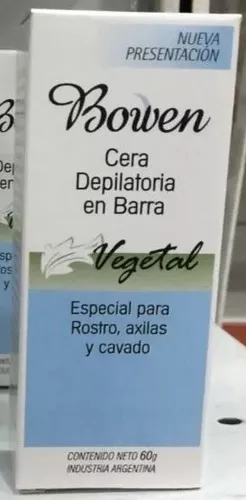 NUEVA
PRESENTACIÓN
Bowen
Cera
Depilatoria
en Barra
Vegetal
Especial para
Rostro, axilas
y cavado
CONTENIDO NETO 60g
INDUSTRIA ARGENTINA